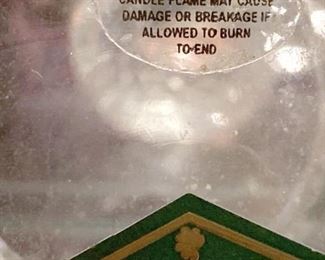 CANDLE FLAME MAY CAUSE
DAMAGE OR BREAKAGE IF
ALLOWED TO BURN
TO END